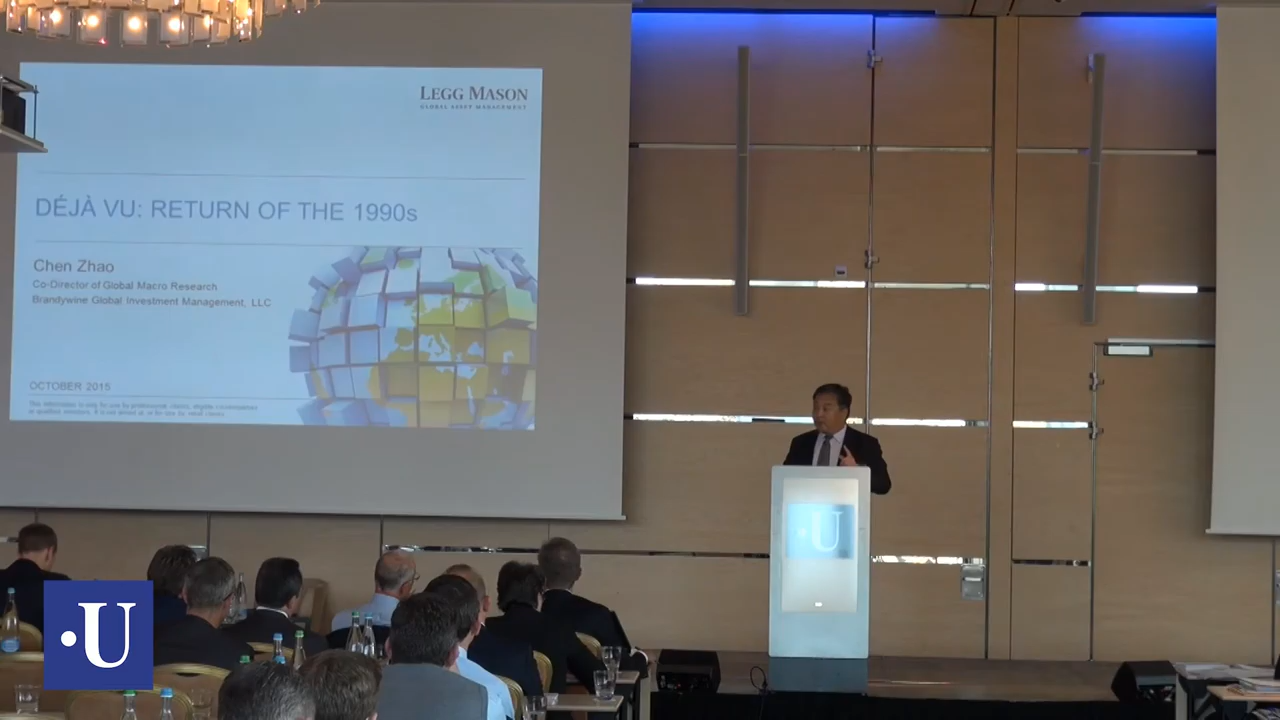 LEGG MASON
GLOBAL ASSET MANAGEMENT
DÉJÀ VU: RETURN OF THE 1990s
Chen Zhao
Co-Director of Global Macro Research
Brandywine Global Investment Management, LLC
OCTOBER 2015
·U
·U